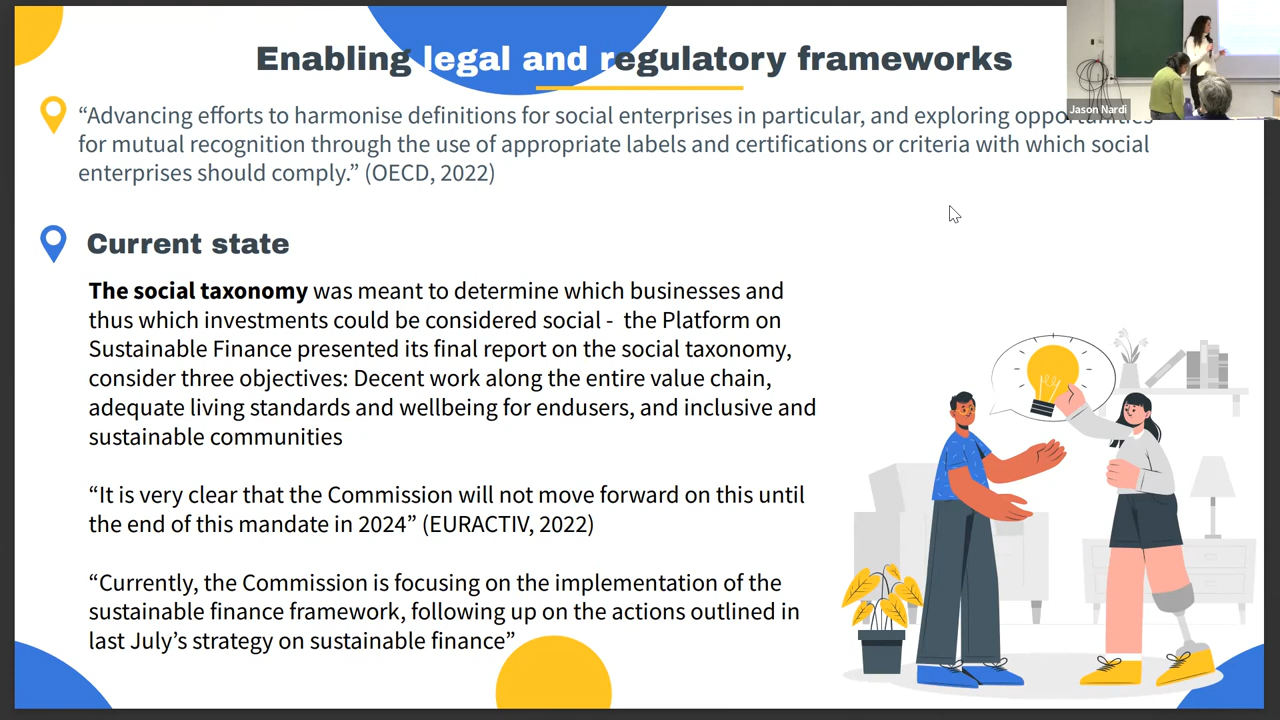 Enabling legal and regulatory frameworks
Jason Nardi
“Advancing efforts to harmonise definitions for social enterprises in particular, and exploring opportunities
for mutual recognition through the use of appropriate labels and certifications or criteria with which social
enterprises should comply.” (OECD, 2022)
Current state
The social taxonomy was meant to determine which businesses and
thus which investments could be considered social -  the Platform on
Sustainable Finance presented its final report on the social taxonomy,
consider three objectives: Decent work along the entire value chain,
adequate living standards and wellbeing for endusers, and inclusive and
sustainable communities
“It is very clear that the Commission will not move forward on this until
the end of this mandate in 2024” (EURACTIV, 2022)
“Currently, the Commission is focusing on the implementation of the
sustainable finance framework, following up on the actions outlined in
last July’s strategy on sustainable finance”